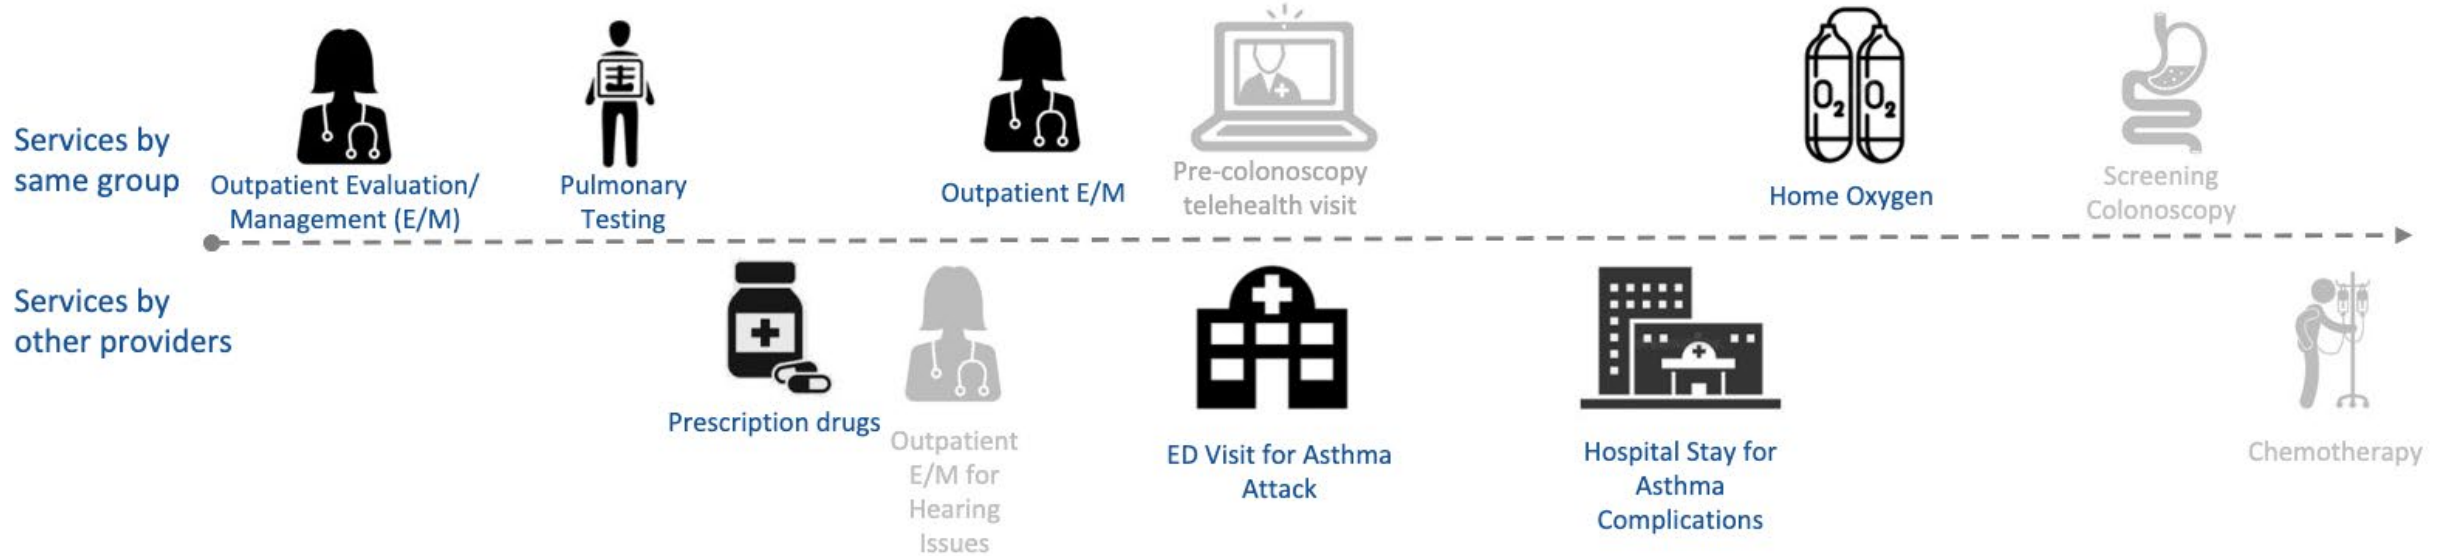 Services by
same group
Outpatient Evaluation/
Management (E/M)
Pulmonary
Testing
Outpatient E/M
Pre-colonoscopy
telehealth visit
O2 O2
Home Oxygen
Screening
Colonoscopy
Services by
other providers
Prescription drugs
Outpatient
E/M for
Hearing
Issues
ED Visit for Asthma
Attack
Hospital Stay for
Asthma
Complications
Chemotherapy